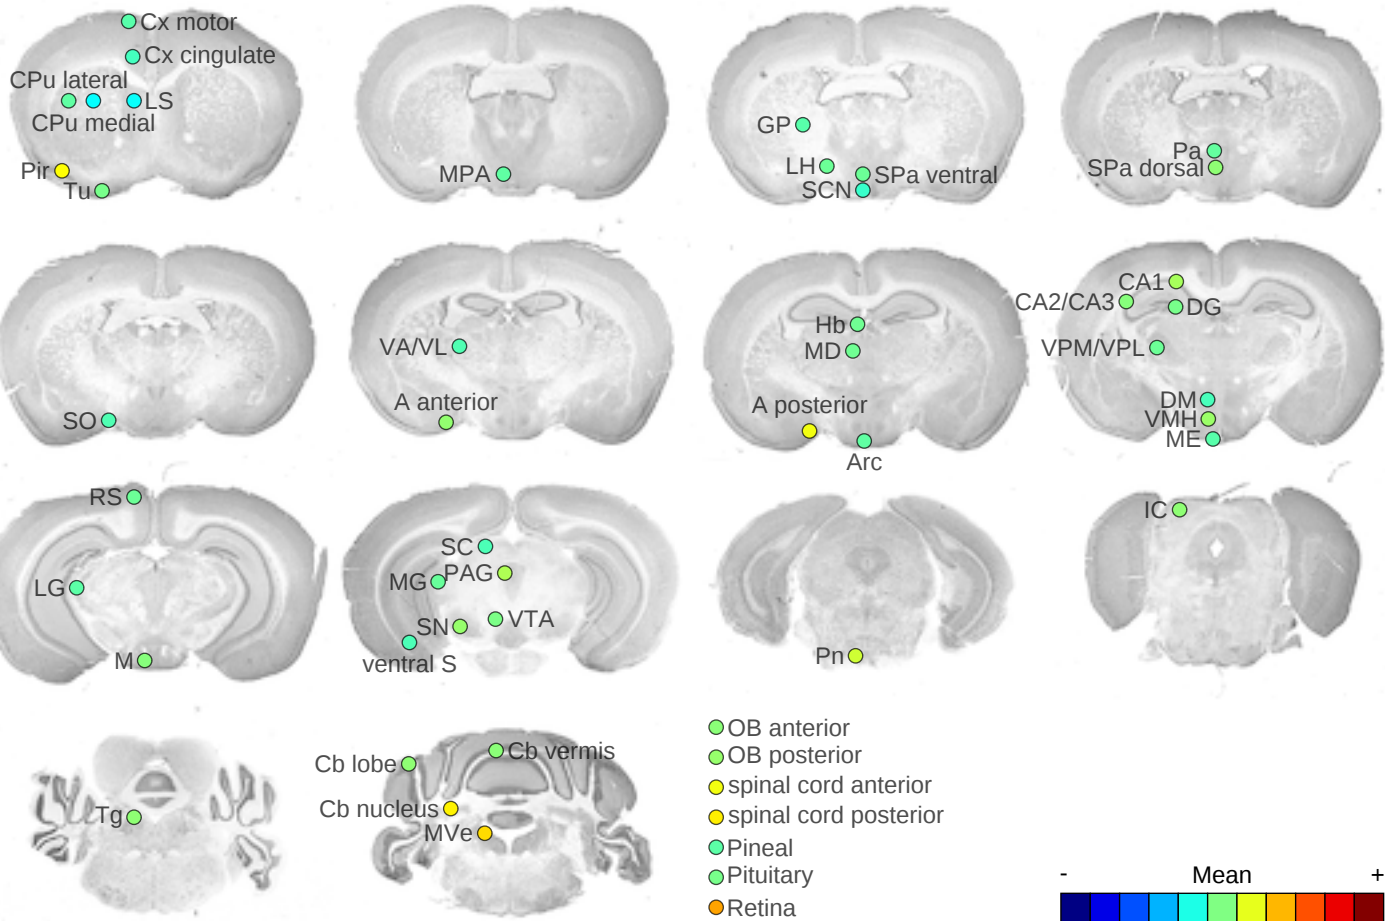 Cx motor
Cx cingulate
CPu lateral
LS
CPu medial
Pir
Tu
MPA
GP
LH
SPa ventral
SCN
Pa
SPa dorsal
SO
VA/VL
A anterior
Hb
MD
A posterior
Arc
CA1
CA2/CA3
DG
VPM/VPL
DM
VMH
ME
RS
LG
M
SC
MG
PAG
SN
VTA
ventral S
Pn
IC
Tg
Cb lobe
Cb vermis
Cb nucleus
MVe
OB anterior
OB posterior
spinal cord anterior
spinal cord posterior
Pineal
Pituitary
Retina
- Mean +